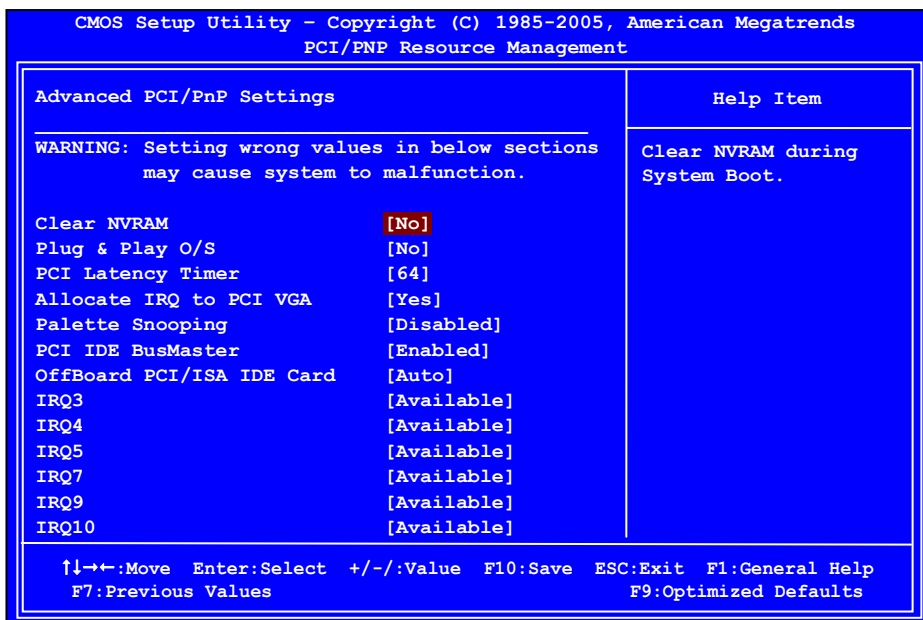 CMOS Setup Utility – Copyright (C) 1985-2005, American Megatrends
PCI/PNP Resource Management
Advanced PCI/PnP Settings
Help Item
WARNING: Setting wrong values in below sections
may cause system to malfunction.
Clear NVRAM during
System Boot.
Clear NVRAM [No]
Plug & Play O/S [No]
PCI Latency Timer [64]
Allocate IRQ to PCI VGA [Yes]
Palette Snooping [Disabled]
PCI IDE BusMaster [Enabled]
OffBoard PCI/ISA IDE Card [Auto]
IRQ3 [Available]
IRQ4 [Available]
IRQ5 [Available]
IRQ7 [Available]
IRQ9 [Available]
IRQ10 [Available]
↑↓→←:Move Enter:Select +/-/:Value F10:Save ESC:Exit F1:General Help
F7:Previous Values F9:Optimized Defaults